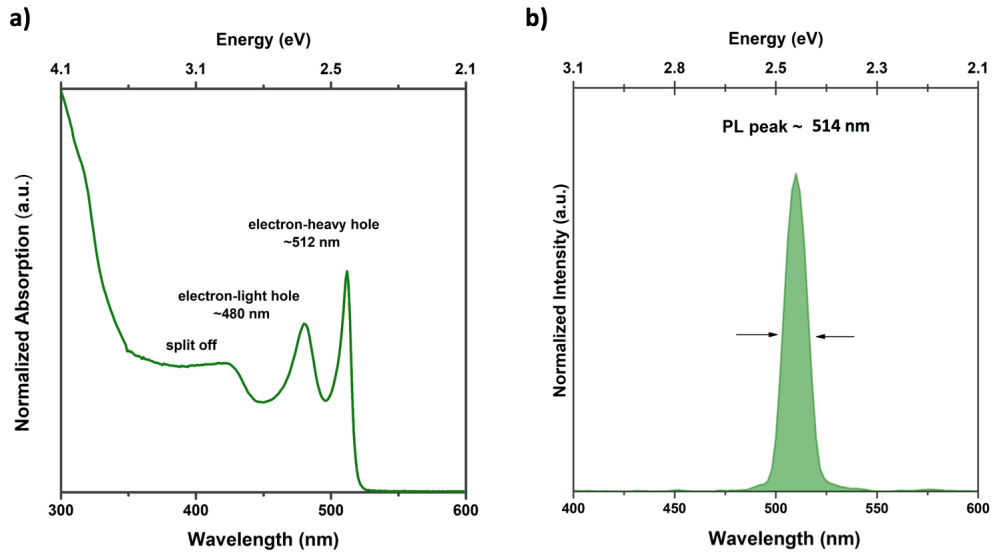 a)
Energy (eV)
4.1 3.1 2.5 2.1
Normalized Absorption (a.u.)
electron-heavy hole
~512 nm
electron-light hole
~480 nm
split off
300 400 500 600
Wavelength (nm)
b)
Energy (eV)
3.1 2.8 2.5 2.3 2.1
PL peak ~ 514 nm
Normalized Intensity (a.u.)
400 450 500 550 600
Wavelength (nm)